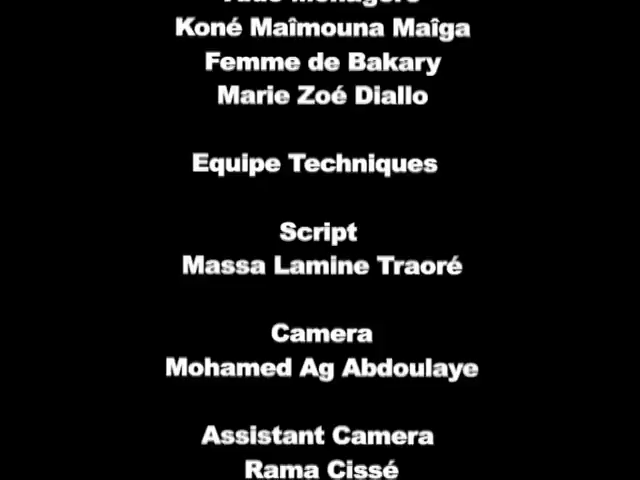 Koné Maîmouna Maîga
Femme de Bakary
Marie Zoé Diallo
Equipe Techniques
Script
Massa Lamine Traoré
Camera
Mohamed Ag Abdoulaye
Assistant Camera
Rama Cissé